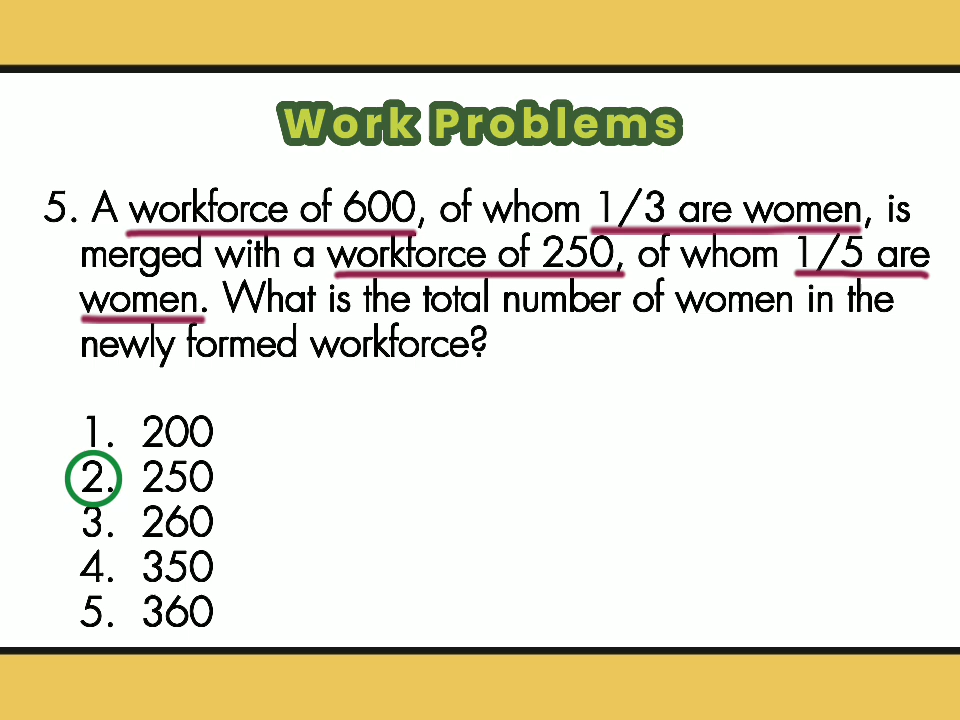 Work Problems
5. A workforce of 600, of whom 1/3 are women, is
merged with a workforce of 250, of whom 1/5 are
women. What is the total number of women in the
newly formed workforce?
1. 200
2. 250
3. 260
4. 350
5. 360